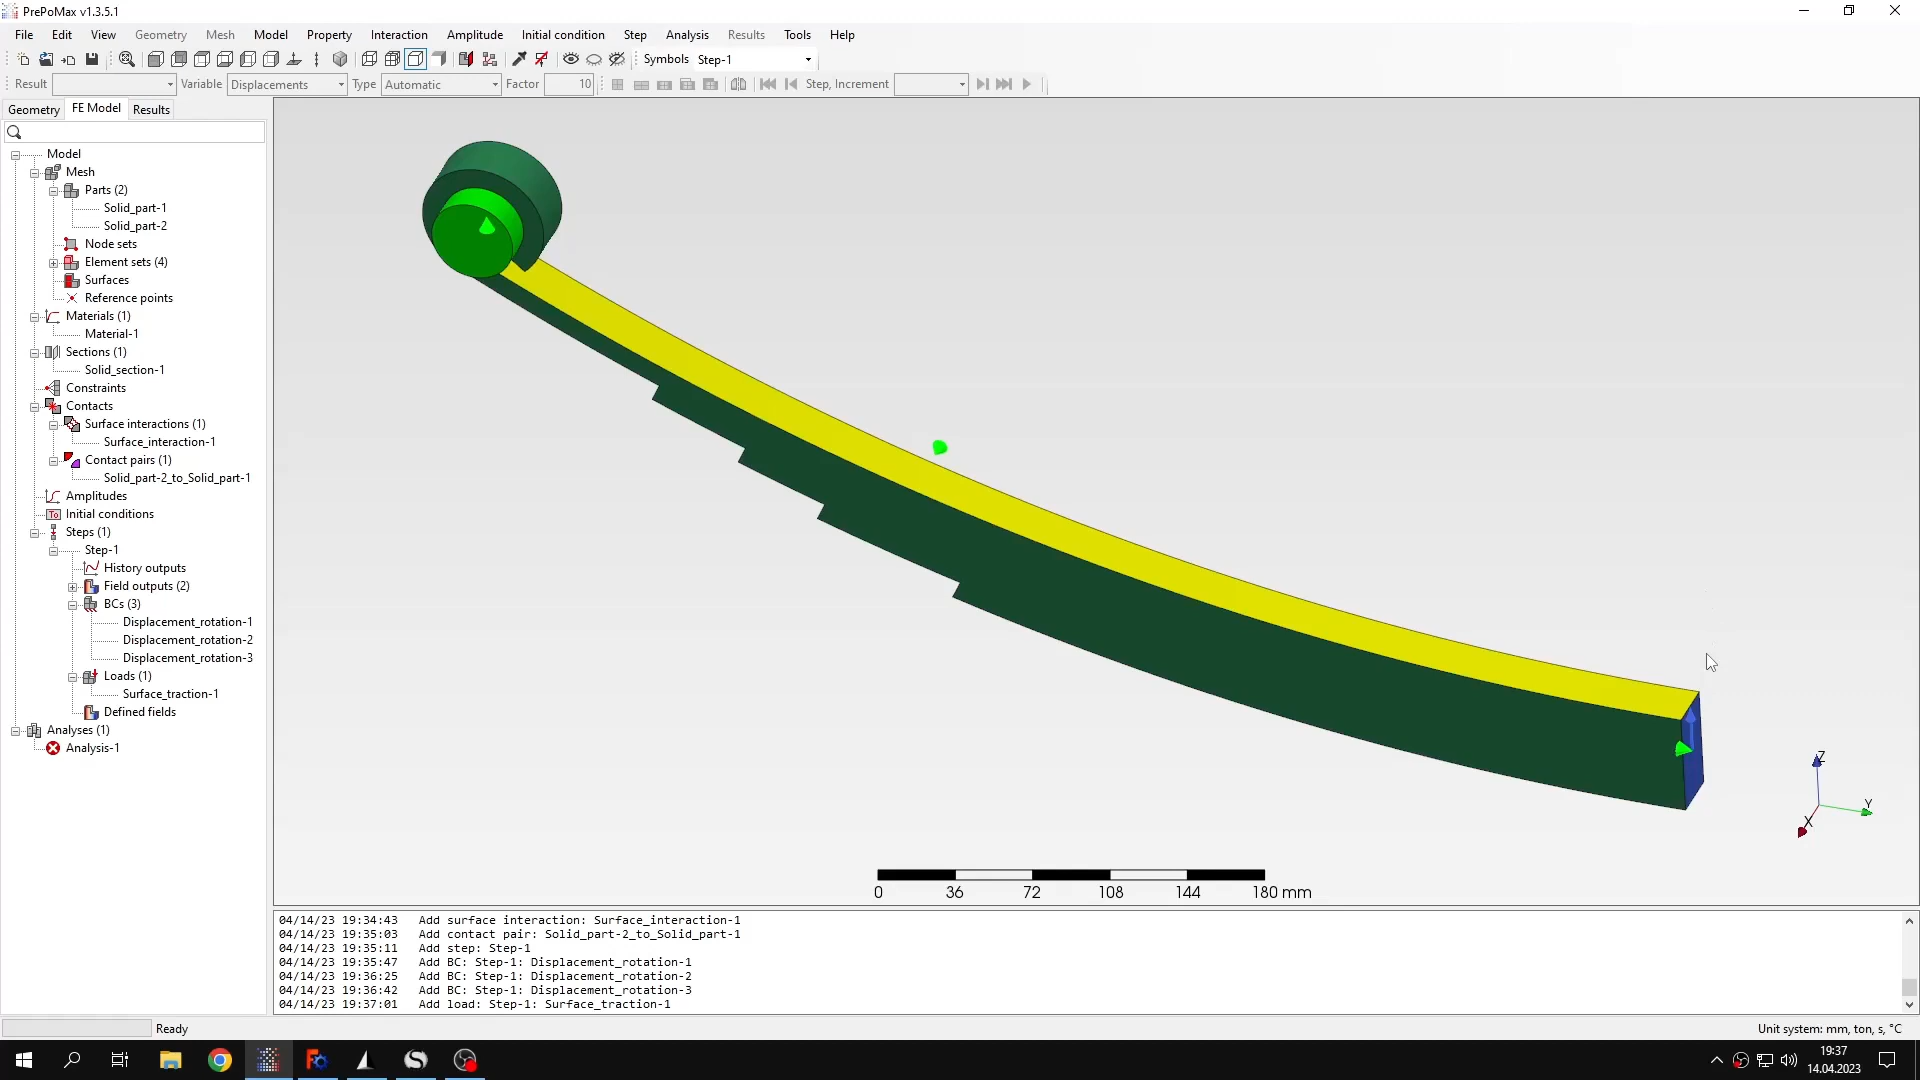 PrePoMax v1.3.5.1
File Edit View Geometry Mesh Model Property Interaction Amplitude Initial condition Step Analysis Results Tools Help
Symbols Step-1
Result Variable Displacements Type Automatic Factor 10 Step, Increment
Geometry FE Model Results
Model
Mesh
Parts (2)
Solid_part-1
Solid_part-2
Node sets
Element sets (4)
Surfaces
Reference points
Materials (1)
Material-1
Sections (1)
Solid_section-1
Constraints
Contacts
Surface interactions (1)
Surface_interaction-1
Contact pairs (1)
Solid_part-2_to_Solid_part-1
Amplitudes
Initial conditions
Steps (1)
Step-1
History outputs
Field outputs (2)
BCs (3)
Displacement_rotation-1
Displacement_rotation-2
Displacement_rotation-3
Loads (1)
Surface_traction-1
Defined fields
Analyses (1)
Analysis-1
Z
Y
X
0 36 72 108 144 180 mm
04/14/23 19:34:43 Add surface interaction: Surface_interaction-1
04/14/23 19:35:03 Add contact pair: Solid_part-2_to_Solid_part-1
04/14/23 19:35:11 Add step: Step-1
04/14/23 19:35:47 Add BC: Step-1: Displacement_rotation-1
04/14/23 19:36:25 Add BC: Step-1: Displacement_rotation-2
04/14/23 19:36:42 Add BC: Step-1: Displacement_rotation-3
04/14/23 19:37:01 Add load: Step-1: Surface_traction-1
Ready
Unit system: mm, ton, s, °C
19:37
14.04.2023